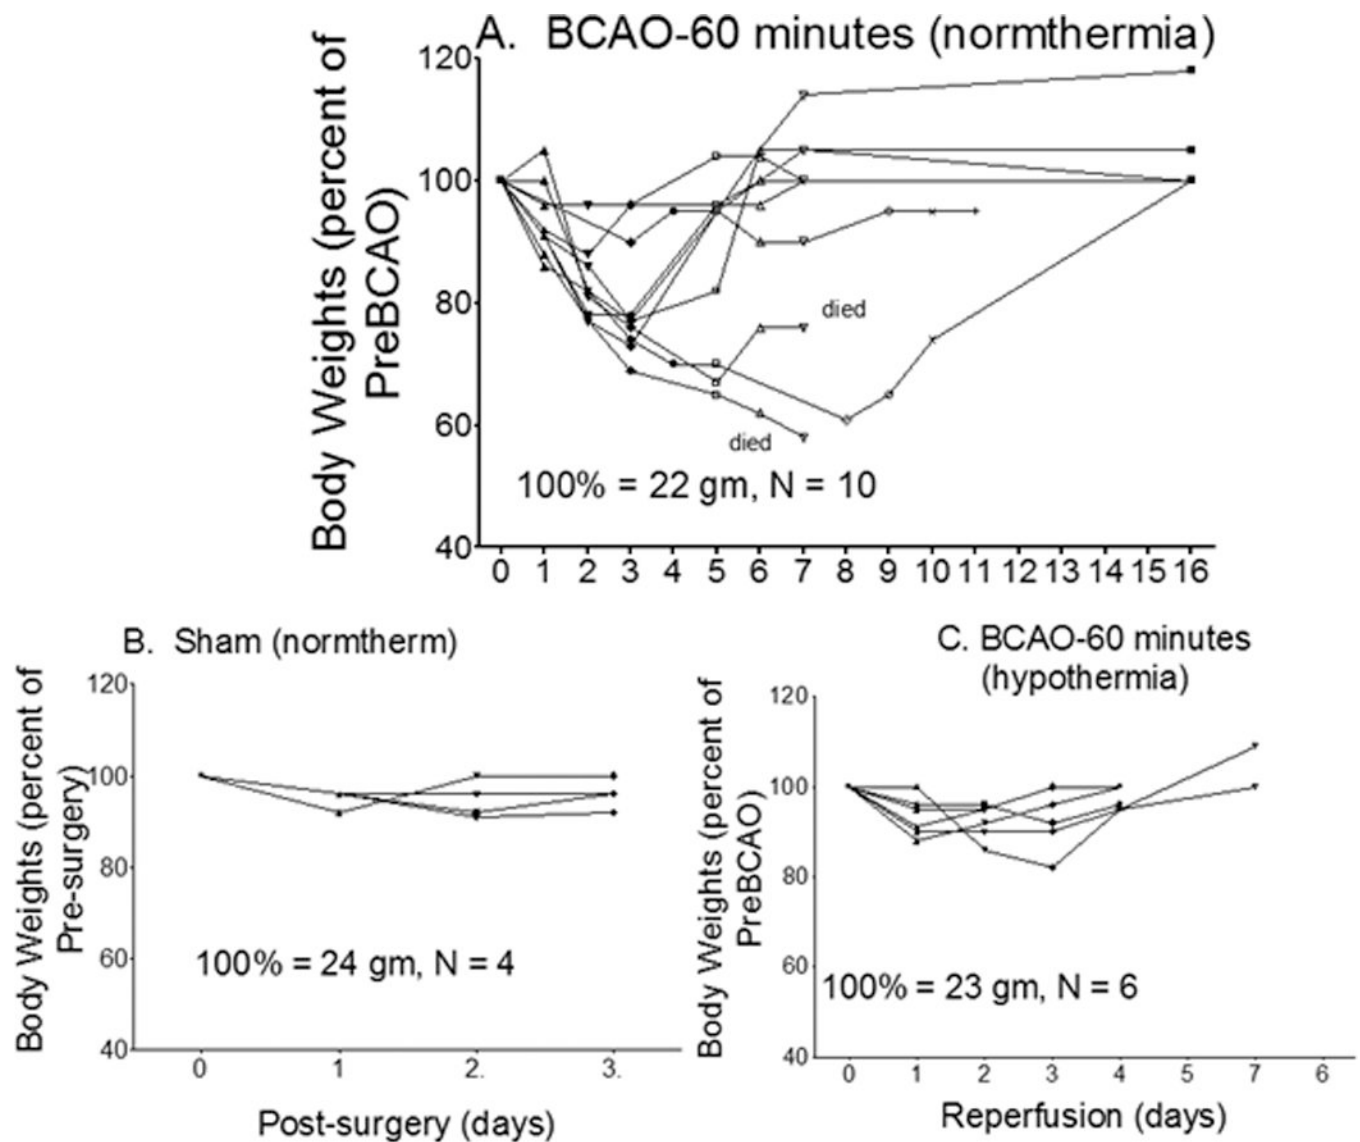 A. BCAO-60 minutes (normthermia)
Body Weights (percent of
PreBCAO)
120
100
80
60
40
died
died
100% = 22 gm, N = 10
0 1 2 3 4 5 6 7 8 9 10 11 12 13 14 15 16
B. Sham (normtherm)
Body Weights (percent of
Pre-surgery)
120
100
80
60
40
100% = 24 gm, N = 4
0 1 2. 3.
Post-surgery (days)
C. BCAO-60 minutes
(hypothermia)
Body Weights (percent of
PreBCAO)
120
100
80
60
40
100% = 23 gm, N = 6
0 1 2 3 4 5 7 6
Reperfusion (days)